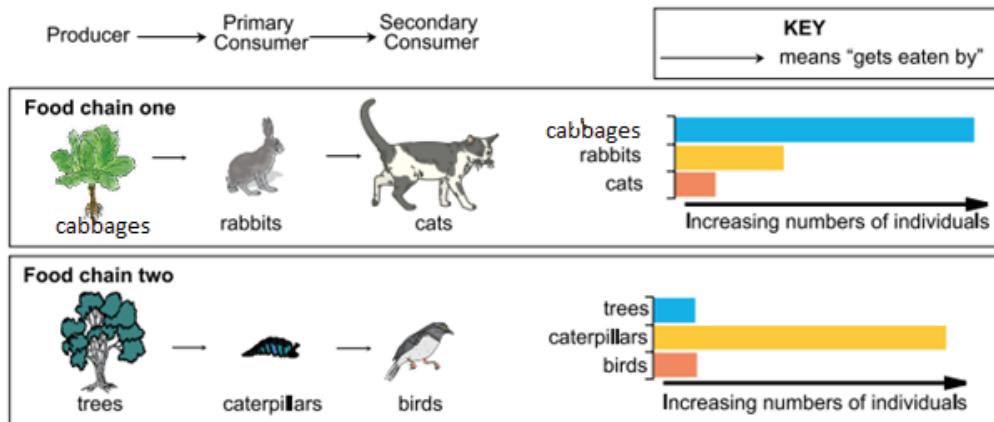 Producer
Primary
Consumer
Secondary
Consumer
KEY
means “gets eaten by”
Food chain one
cabbages
rabbits
cats
cabbages
rabbits
cats
Increasing numbers of individuals
Food chain two
trees
caterpillars
birds
trees
caterpillars
birds
Increasing numbers of individuals